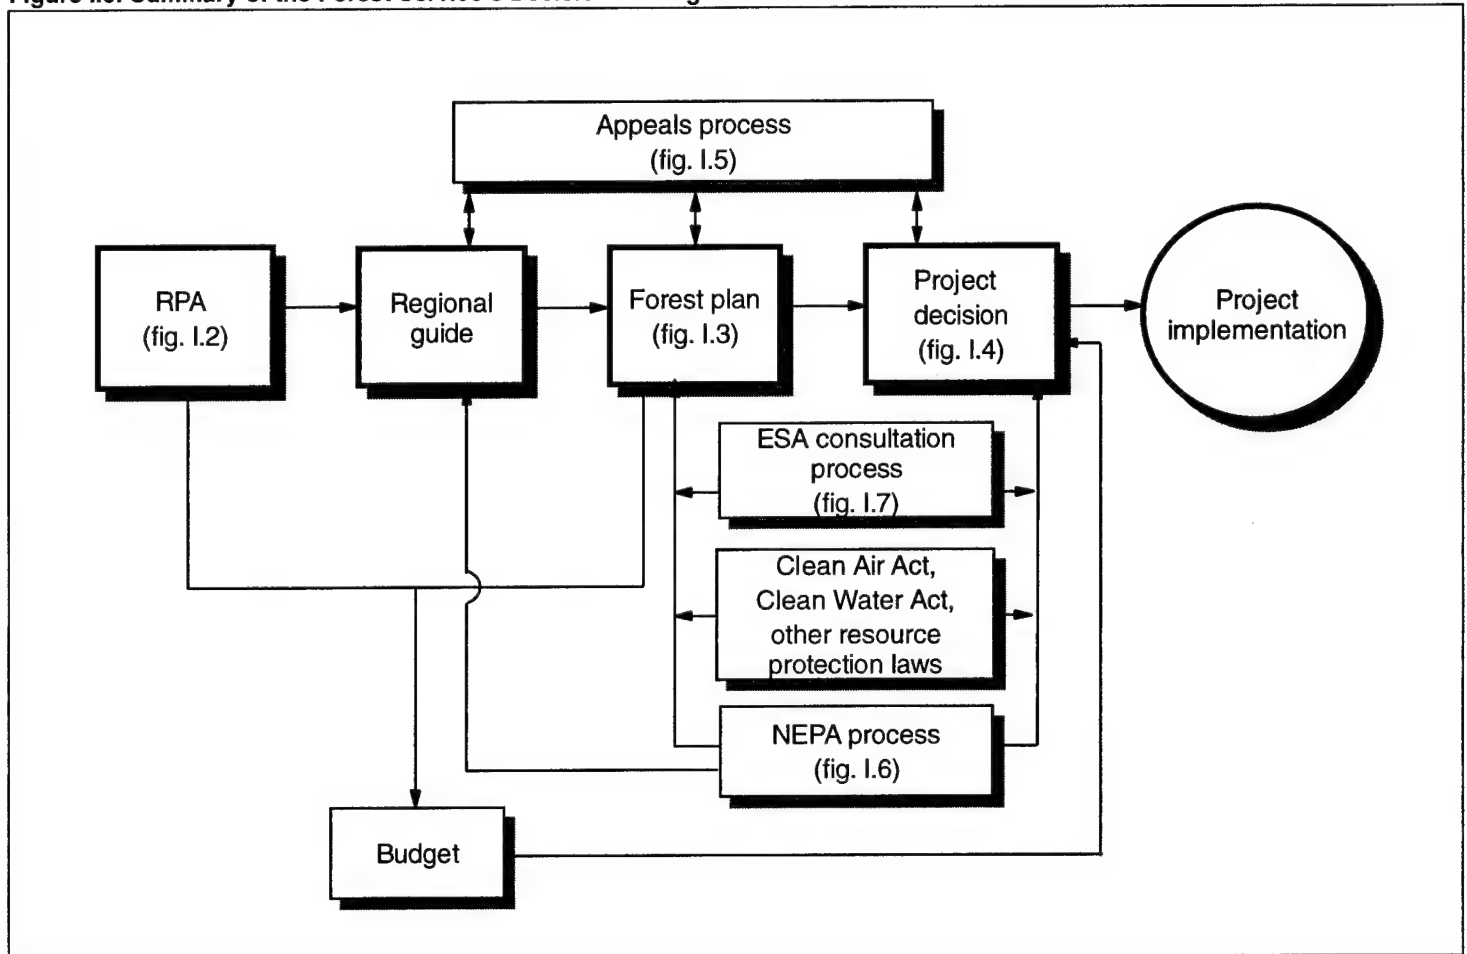 Appeals process
(fig. I.5)
RPA
(fig. I.2)
Regional
guide
Forest plan
(fig. I.3)
Project
decision
(fig. I.4)
Project
implementation
ESA consultation
process
(fig. I.7)
Clean Air Act,
Clean Water Act,
other resource
protection laws
NEPA process
(fig. I.6)
Budget